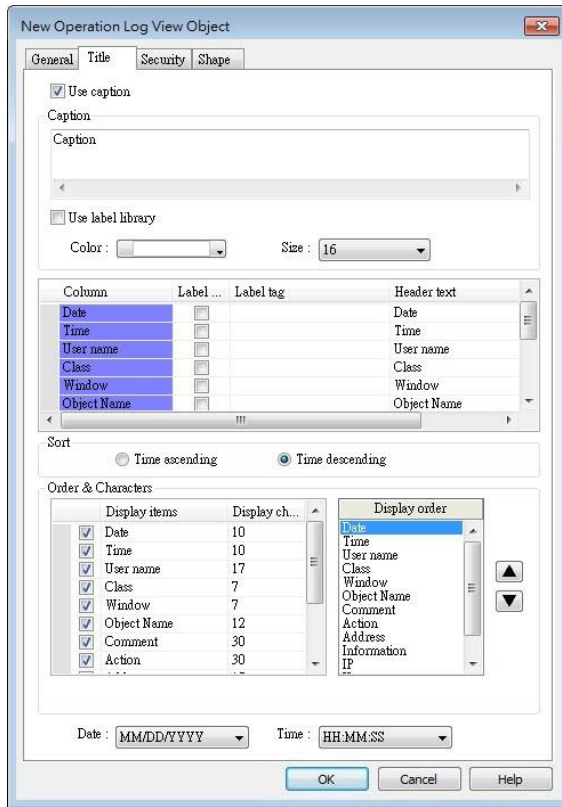 New Operation Log View Object
General Title Security Shape
Use caption
Caption
Caption
Use label library
Color : Size : 16
Column Label ... Label tag Header text
Date Date
Time Time
User name User name
Class Class
Window Window
Object Name Object Name
Sort
Time ascending Time descending
Order & Characters
Display items Display ch... Display order
Date 10
Time 10
User name 17
Class 7
Window 7
Object Name 12
Comment 30
Action 30
Date
Time
User name
Class
Window
Object Name
Comment
Action
Address
Information
IP
Date : MM/DD/YYYY Time : HH:MM:SS
OK Cancel Help